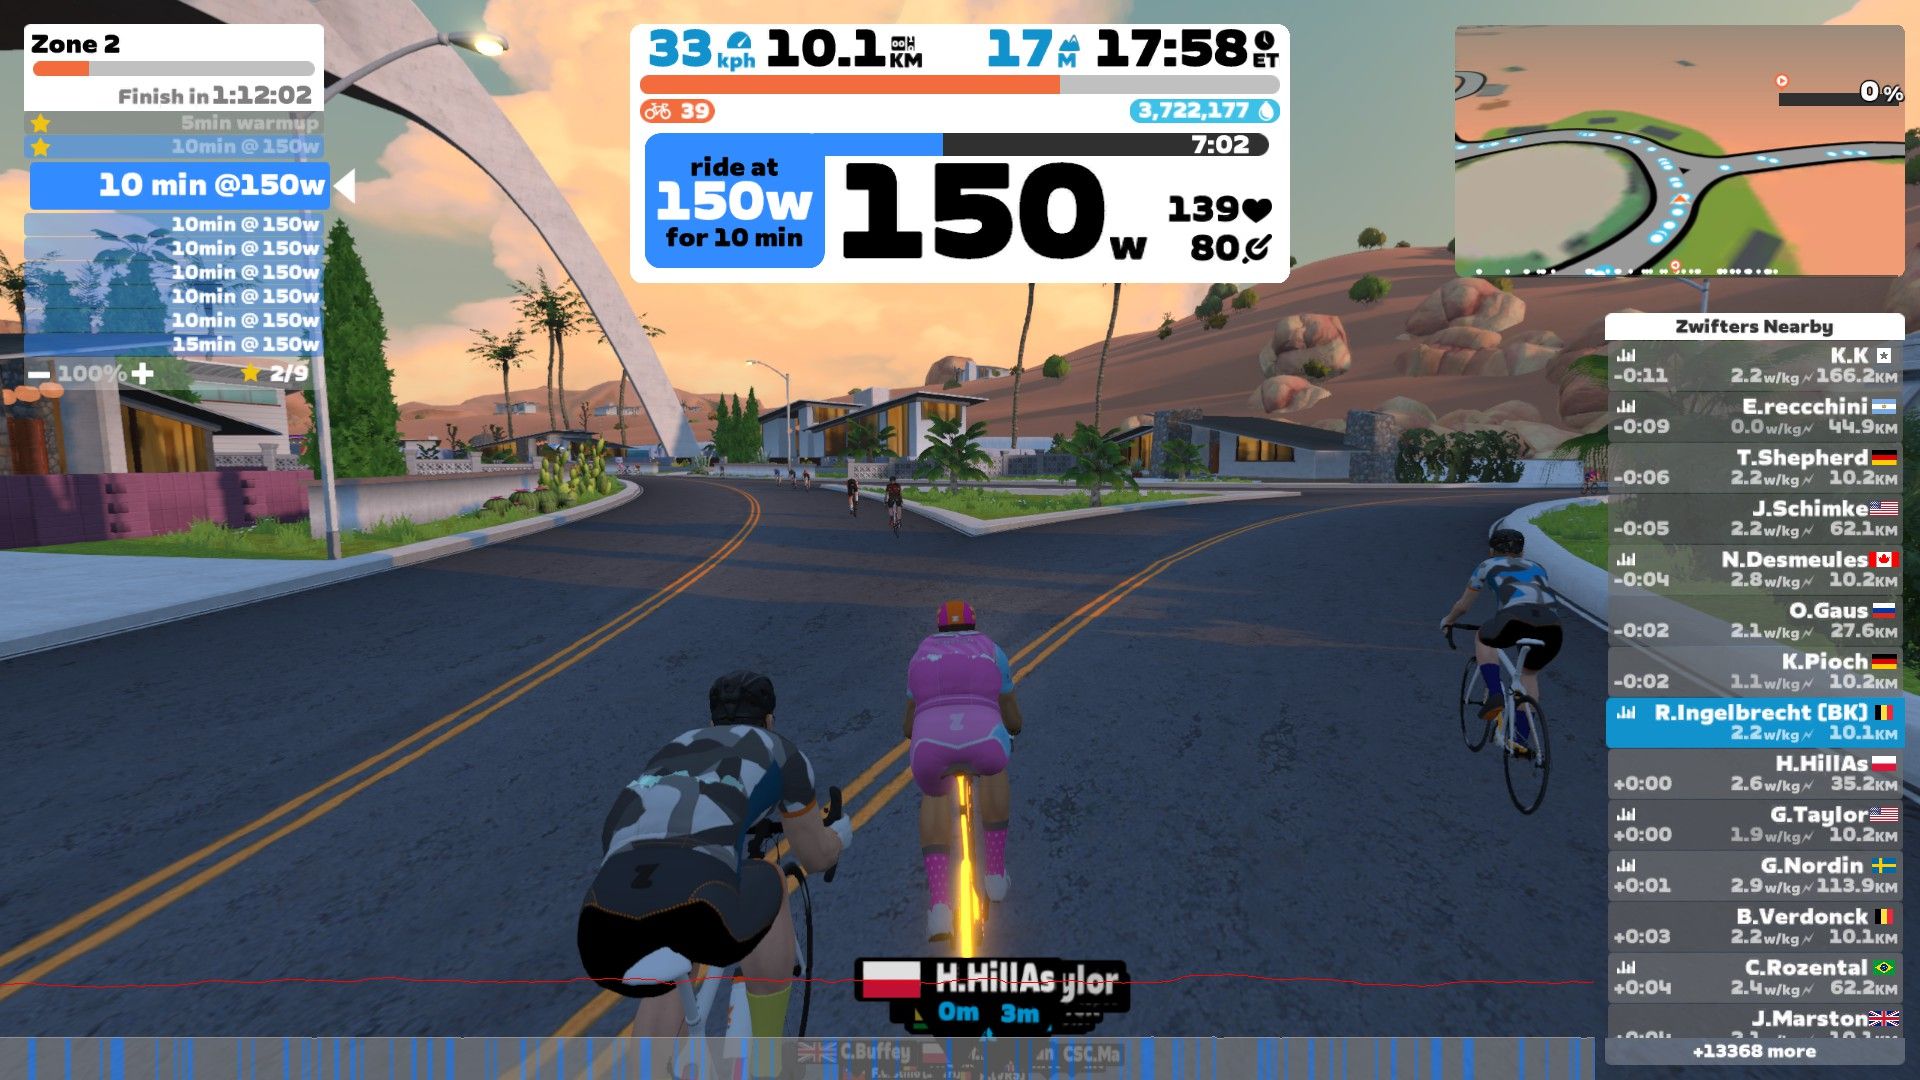 Zone 2
Finish in 1:12:02
5min warmup
10min @ 150w
10 min @150w
10min @ 150w
10min @ 150w
10min @ 150w
10min @ 150w
10min @ 150w
15min @ 150w
100%
2/9
33 kph 10.1 KM 17 M 17:58 ET
39
3,722,177
7:02
ride at
150w
for 10 min
150 w
139
80
0 %
Zwifters Nearby
K.K
-0:11 2.2w/kg 166.2KM
E.reccchini
-0:09 0.0w/kg 44.9KM
T.Shepherd
-0:06 2.2w/kg 10.2KM
J.Schimke
-0:05 2.2w/kg 62.1KM
N.Desmeules
-0:04 2.8w/kg 10.2KM
O.Gaus
-0:02 2.1w/kg 27.6KM
K.Pioch
-0:02 1.1w/kg 10.2KM
R.Ingelbrecht (BK)
2.2w/kg 10.1KM
H.HillAs
+0:00 2.6w/kg 35.2KM
G.Taylor
+0:00 1.9w/kg 10.2KM
G.Nordin
+0:01 2.9w/kg 113.9KM
B.Verdonck
+0:03 2.2w/kg 10.1KM
C.Rozental
+0:04 2.4w/kg 62.2KM
J.Marston
+13368 more
H.HillAs ylor
0m 3m
C.Buffey CSC.Ma